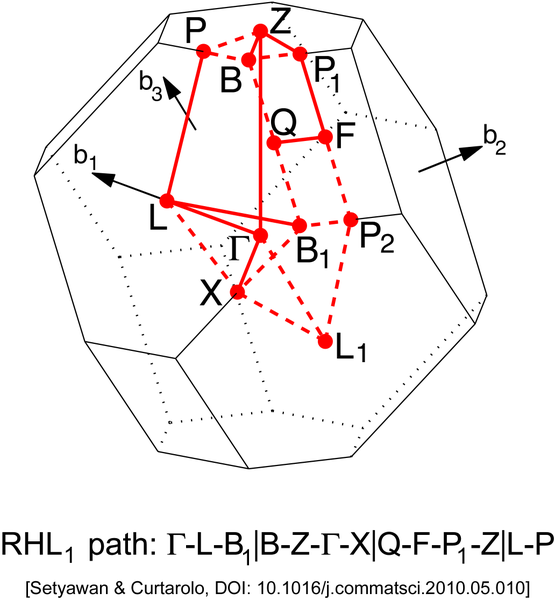 P
Z
b₃
B
P₁
Q
F
b₂
b₁
L
Γ
B₁
P₂
X
L₁
RHL₁ path: Γ-L-B₁|B-Z-Γ-X|Q-F-P₁-Z|L-P
[Setyawan & Curtarolo, DOI: 10.1016/j.commatsci.2010.05.010]